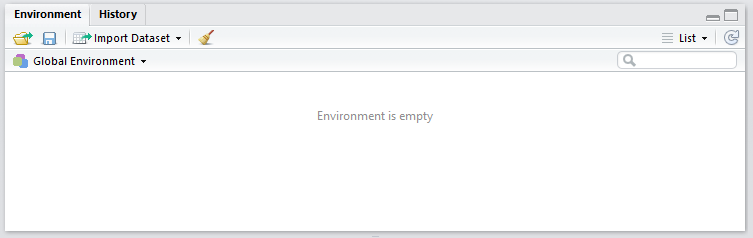 Environment History
Import Dataset List
Global Environment
Environment is empty